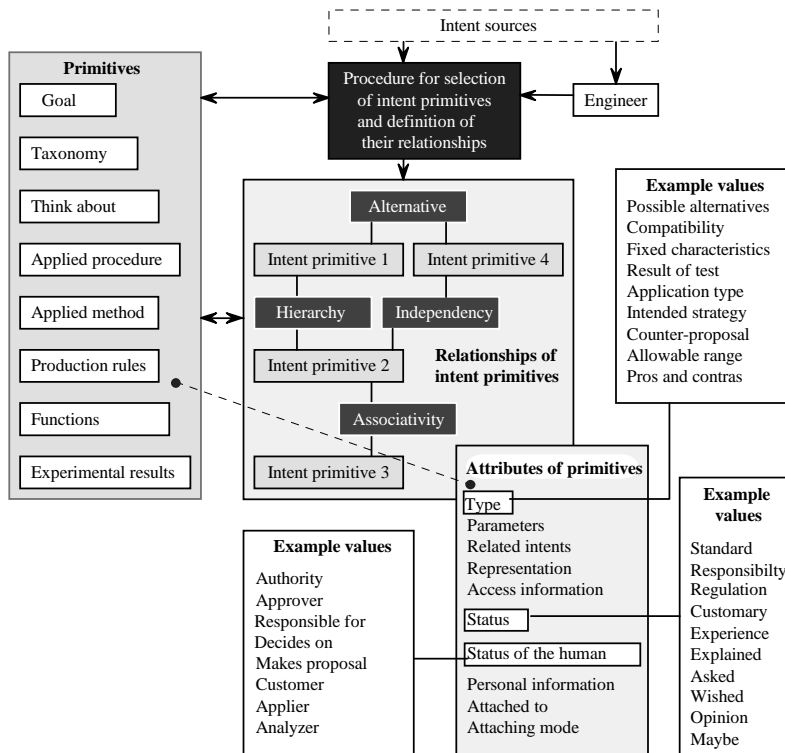 Intent sources
Procedure for selection
of intent primitives
and definition of
their relationships
Engineer
Primitives
Goal
Taxonomy
Think about
Applied procedure
Applied method
Production rules
Functions
Experimental results
Alternative
Intent primitive 1
Intent primitive 4
Hierarchy
Independency
Intent primitive 2
Relationships of
intent primitives
Associativity
Intent primitive 3
Example values
Possible alternatives
Compatibility
Fixed characteristics
Result of test
Application type
Intended strategy
Counter-proposal
Allowable range
Pros and contras
Attributes of primitives
Type
Parameters
Related intents
Representation
Access information
Status
Status of the human
Personal information
Attached to
Attaching mode
Example values
Authority
Approver
Responsible for
Decides on
Makes proposal
Customer
Applier
Analyzer
Example
values
Standard
Responsibilty
Regulation
Customary
Experience
Explained
Asked
Wished
Opinion
Maybe